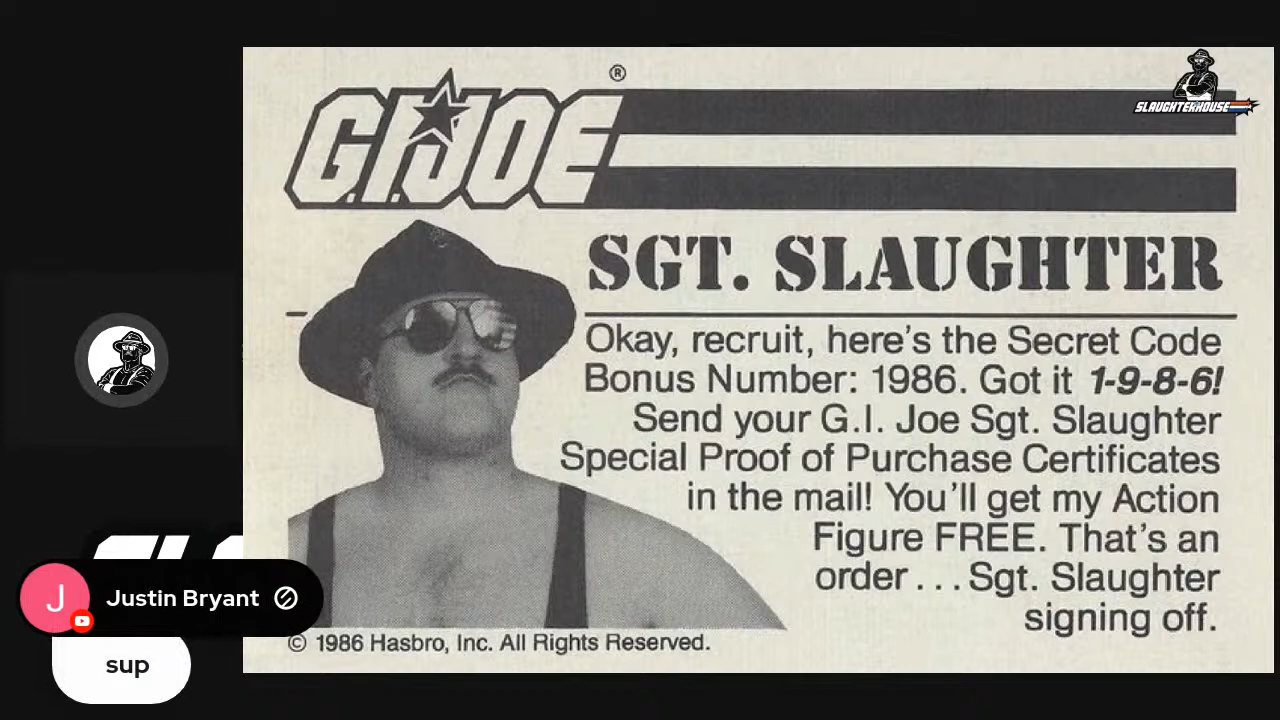 G.I. JOE ®
SLAUGHTERHOUSE
SGT. SLAUGHTER
Okay, recruit, here's the Secret Code
Bonus Number: 1986. Got it 1-9-8-6!
Send your G.I. Joe Sgt. Slaughter
Special Proof of Purchase Certificates
in the mail! You'll get my Action
Figure FREE. That's an
order . . . Sgt. Slaughter
signing off.
© 1986 Hasbro, Inc. All Rights Reserved.
J
Justin Bryant
sup